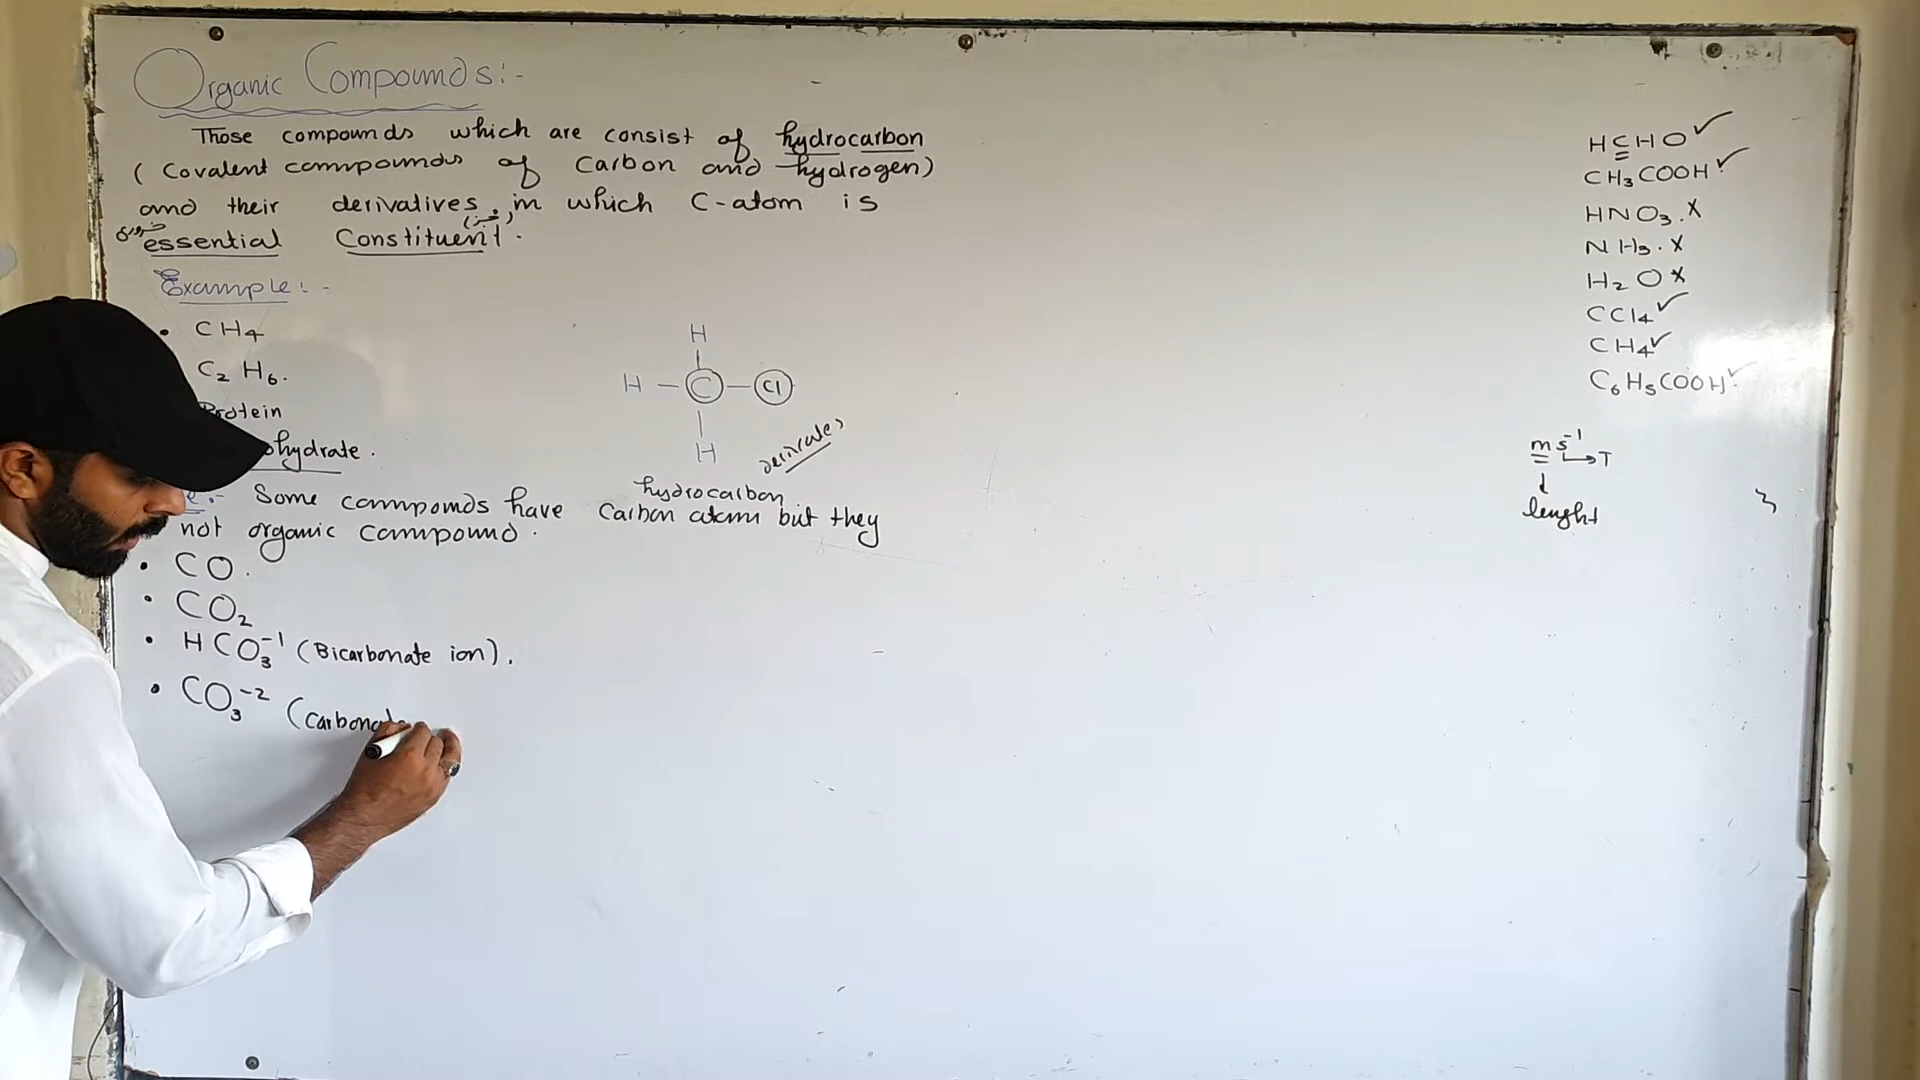 Organic Compounds:-
Those compounds which are consist of hydrocarbon
( Covalent compounds of Carbon and hydrogen)
and their derivatives, in which C-atom is
essential Constituent.
Example:-
• CH4
C2 H6.
Protein
ohydrate.
e:- Some compounds have Carbon atom but they
not organic compound.
• CO.
• CO2
• HCO3-1 (Bicarbonate ion).
• CO3-2 (Carbonate
H
H - C - Cl
H
hydrocarbon
HCHO ✓
CH3COOH ✓
HNO3. x
NH3. x
H2O x
CCl4 ✓
CH4 ✓
C6H5COOH ✓
m s-1
→ T
lenght